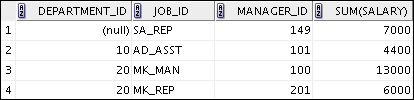 DEPARTMENT_ID JOB_ID MANAGER_ID SUM(SALARY)
1 (null) SA_REP 149 7000
2 10 AD_ASST 101 4400
3 20 MK_MAN 100 13000
4 20 MK_REP 201 6000